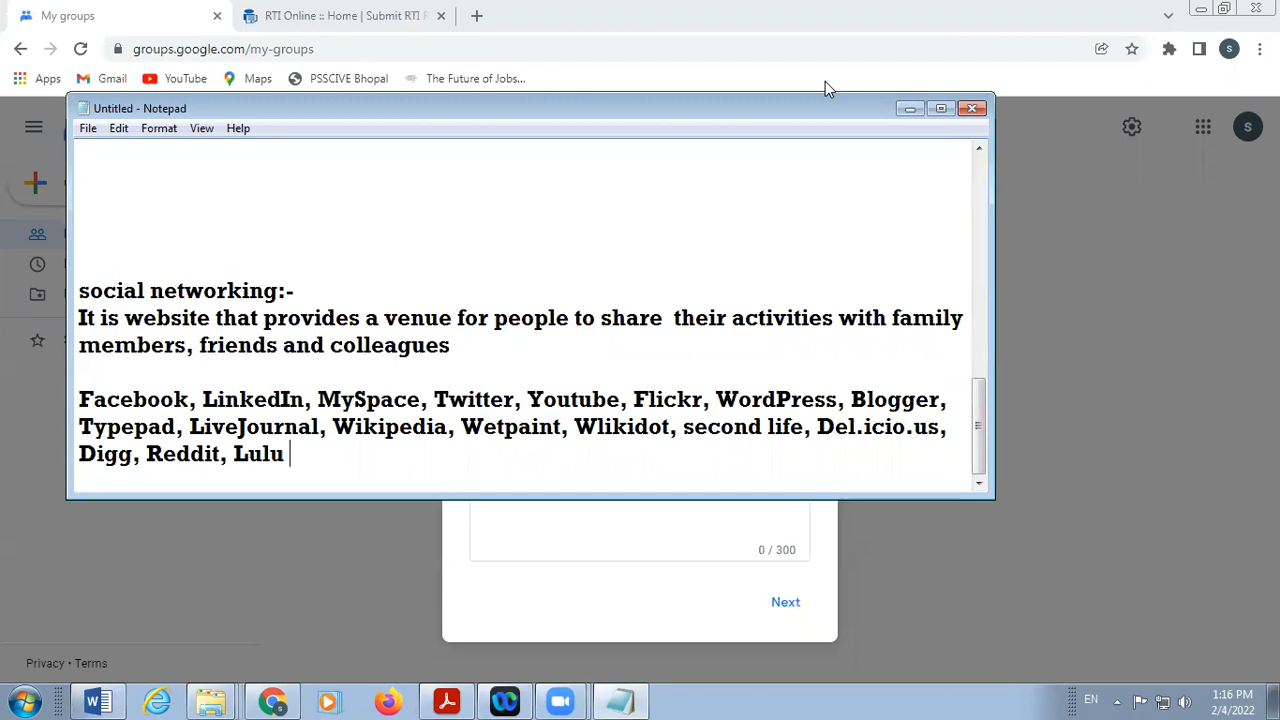 My groups
RTI Online :: Home | Submit RTI R
groups.google.com/my-groups
S
Apps
Gmail
YouTube
Maps
PSSCIVE Bhopal
The Future of Jobs...
Untitled - Notepad
File Edit Format View Help
S
social networking:-
It is website that provides a venue for people to share  their activities with family
members, friends and colleagues
Facebook, LinkedIn, MySpace, Twitter, Youtube, Flickr, WordPress, Blogger,
Typepad, LiveJournal, Wikipedia, Wetpaint, Wlikidot, second life, Del.icio.us,
Digg, Reddit, Lulu
0 / 300
Next
Privacy • Terms
EN
1:16 PM
2/4/2022